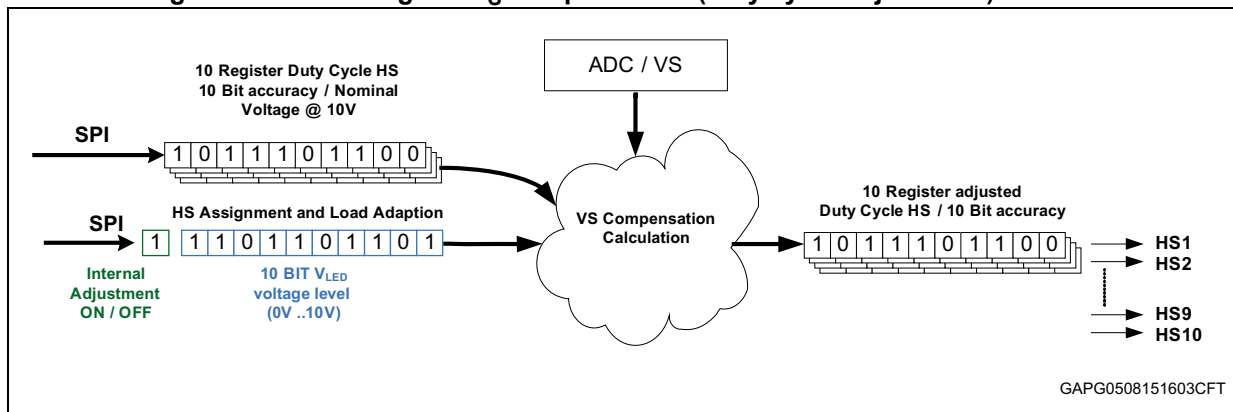 ADC / VS
10 Register Duty Cycle HS
10 Bit accuracy / Nominal
Voltage @ 10V
SPI
1 0 1 1 1 0 1 1 0 0
HS Assignment and Load Adaption
SPI
1 1 1 0 1 1 0 1 1 0 1
Internal
Adjustment
ON / OFF
10 BIT VLED
voltage level
(0V ..10V)
VS Compensation
Calculation
10 Register adjusted
Duty Cycle HS / 10 Bit accuracy
1 0 1 1 1 0 1 1 0 0
HS1
HS2
HS9
HS10
GAPG0508151603CFT